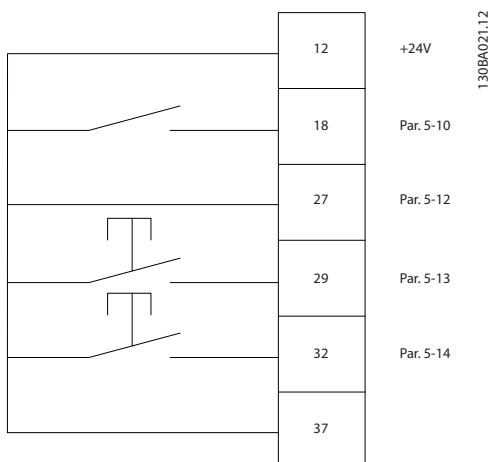 12 +24V
18 Par. 5-10
27 Par. 5-12
29 Par. 5-13
32 Par. 5-14
37
130BA021.12